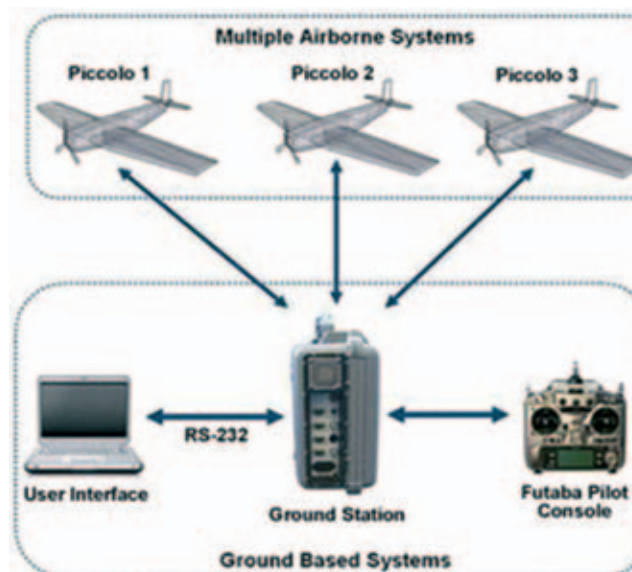 Multiple Airborne Systems
Piccolo 1
Piccolo 2
Piccolo 3
RS-232
User Interface
Ground Station
Futaba Pilot
Console
Ground Based Systems